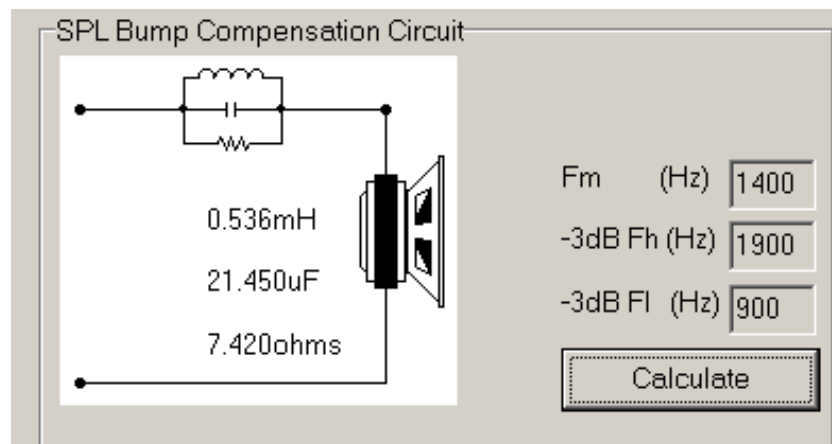 SPL Bump Compensation Circuit
Fm (Hz) 1400
0.536mH
-3dB Fh (Hz) 1900
21.450uF
-3dB Fl (Hz) 900
7.420ohms
Calculate